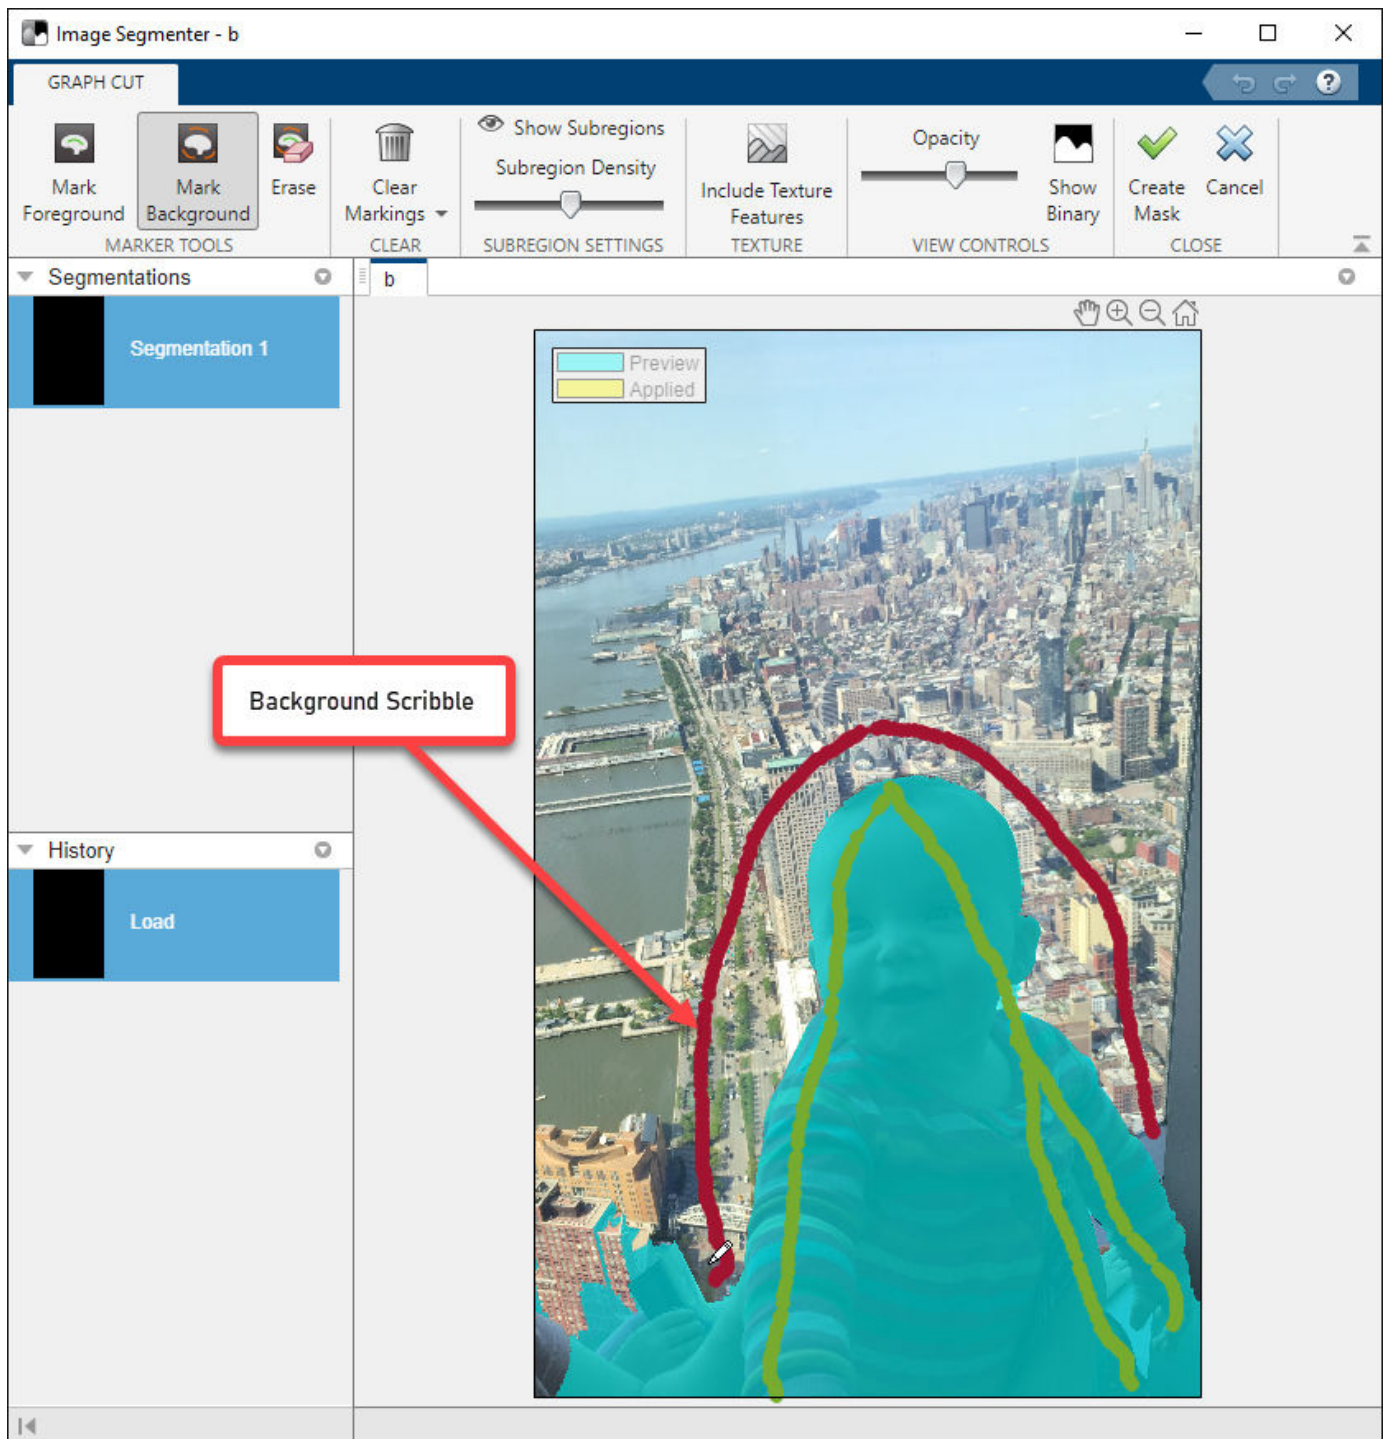 Image Segmenter - b
GRAPH CUT
Mark
Foreground
Mark
Background
Erase
MARKER TOOLS
Clear
Markings
CLEAR
Show Subregions
Subregion Density
SUBREGION SETTINGS
Include Texture
Features
TEXTURE
Opacity
Show
Binary
VIEW CONTROLS
Create
Mask
Cancel
CLOSE
Segmentations
b
Segmentation 1
Preview
Applied
Background Scribble
History
Load